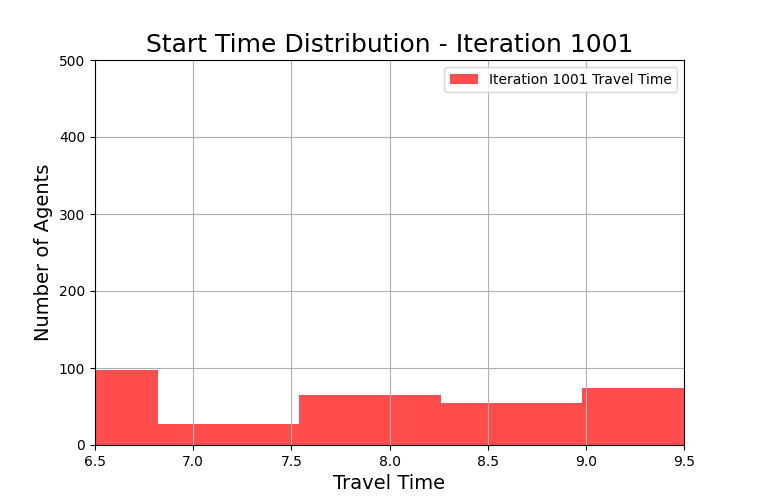 Start Time Distribution - Iteration 1001
500
400
300
200
100
0
Number of Agents
Iteration 1001 Travel Time
6.5 7.0 7.5 8.0 8.5 9.0 9.5
Travel Time